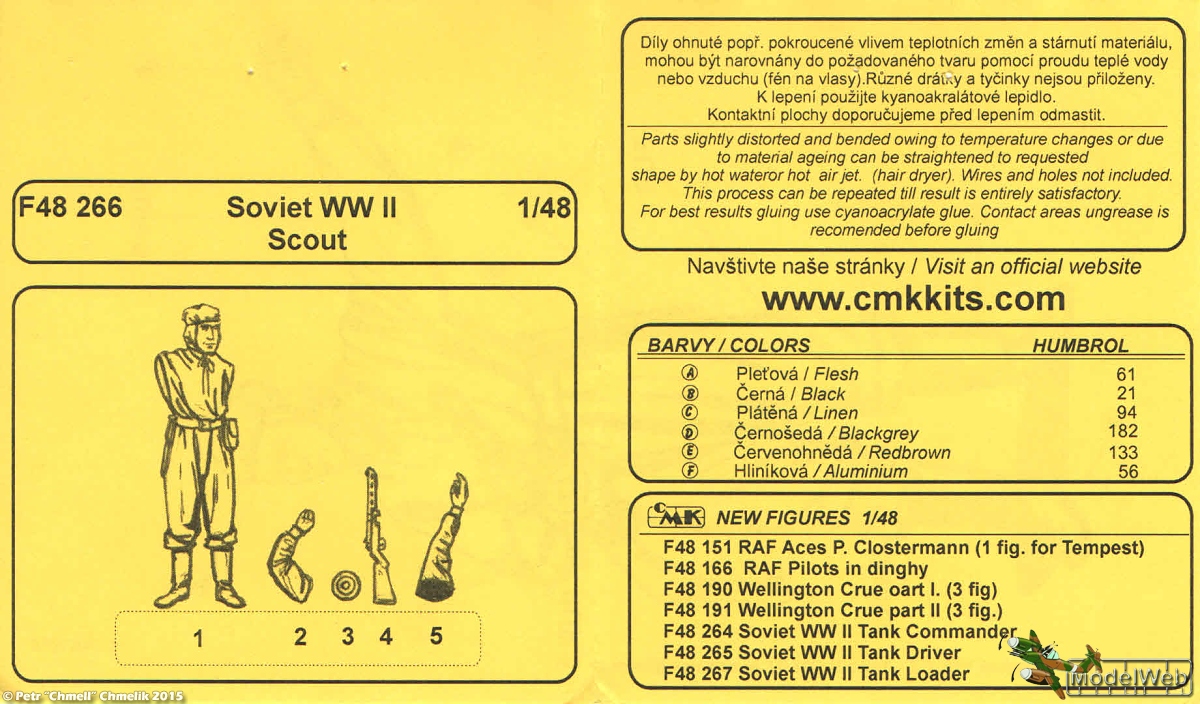 F48 266 Soviet WW II 1/48
Scout
1 2 3 4 5
© Petr "Chmell" Chmelik 2015
Díly ohnuté popř. pokroucené vlivem teplotních změn a stárnutí materiálu,
mohou být narovnány do požadovaného tvaru pomocí proudu teplé vody
nebo vzduchu (fén na vlasy).Různé drátky a tyčinky nejsou přiloženy.
K lepení použijte kyanoakralátové lepidlo.
Kontaktní plochy doporučujeme před lepením odmastit.
Parts slightly distorted and bended owing to temperature changes or due
to material ageing can be straightened to requested
shape by hot wateror hot air jet. (hair dryer). Wires and holes not included.
This process can be repeated till result is entirely satisfactory.
For best results gluing use cyanoacrylate glue. Contact areas ungrease is
recomended before gluing
Navštivte naše stránky / Visit an official website
www.cmkkits.com
BARVY / COLORS HUMBROL
A Pleťová / Flesh 61
B Černá / Black 21
C Plátěná / Linen 94
D Černošedá / Blackgrey 182
E Červenohnědá / Redbrown 133
F Hliníková / Aluminium 56
CMK NEW FIGURES 1/48
F48 151 RAF Aces P. Clostermann (1 fig. for Tempest)
F48 166 RAF Pilots in dinghy
F48 190 Wellington Crue oart I. (3 fig)
F48 191 Wellington Crue part II (3 fig.)
F48 264 Soviet WW II Tank Commander
F48 265 Soviet WW II Tank Driver
F48 267 Soviet WW II Tank Loader
ModelWeb